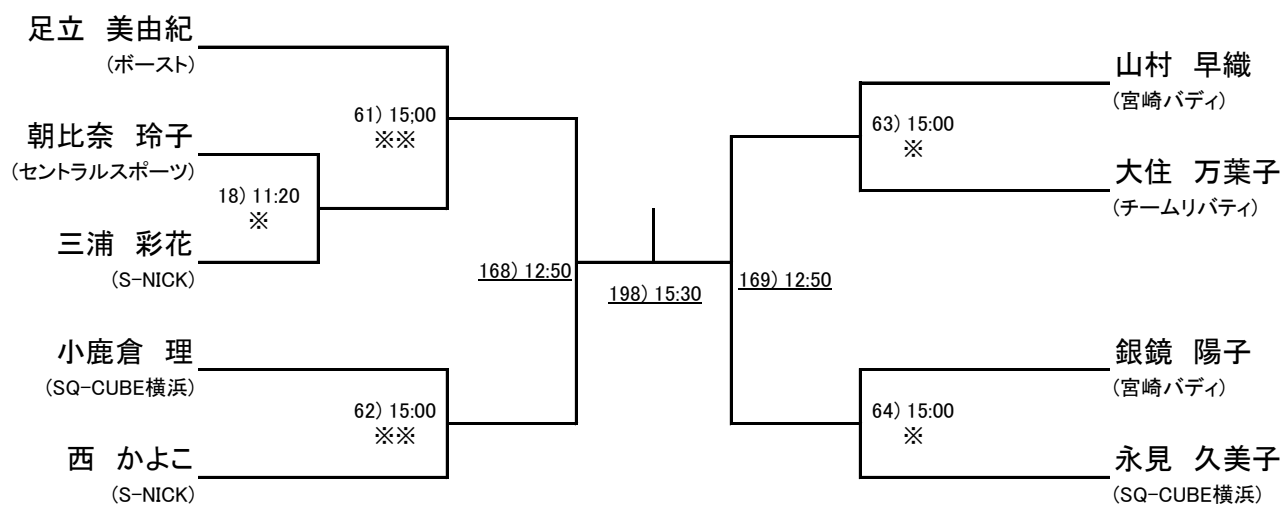 足立　美由紀
(ボースト)
61) 15:00
※※
朝比奈　玲子
(セントラルスポーツ)
18) 11:20
※
三浦　彩花
(S-NICK)
168) 12:50
小鹿倉　理
(SQ-CUBE横浜)
62) 15:00
※※
西　かよこ
(S-NICK)
198) 15:30
山村　早織
(宮崎バディ)
63) 15:00
※
大住　万葉子
(チームリバティ)
169) 12:50
銀鏡　陽子
(宮崎バディ)
64) 15:00
※
永見　久美子
(SQ-CUBE横浜)